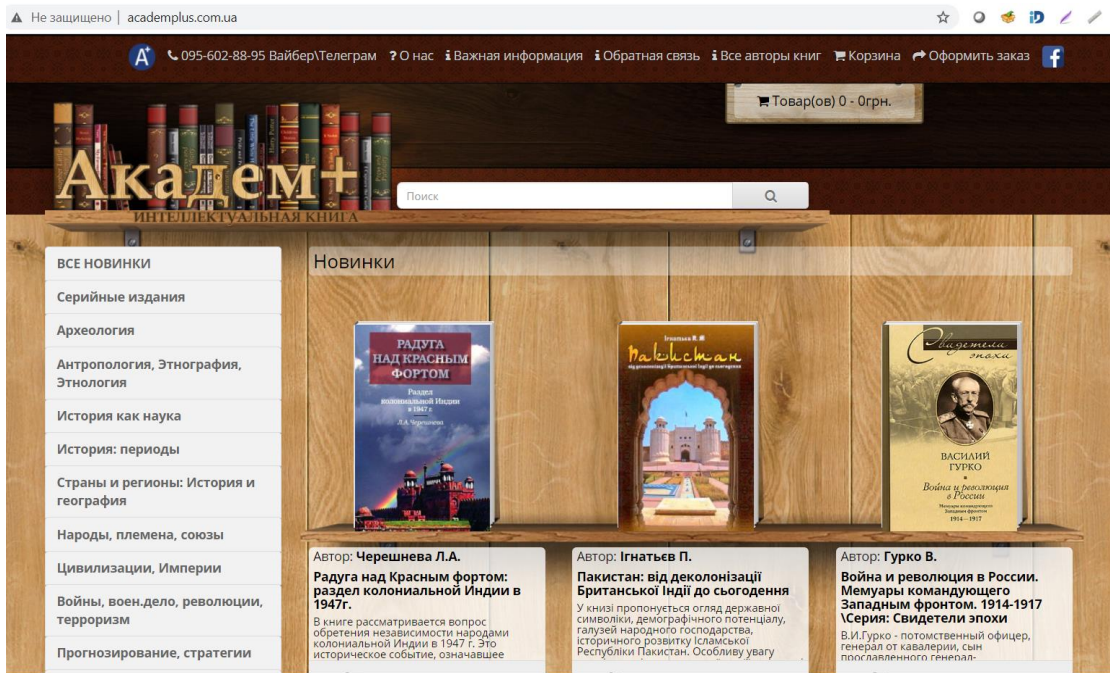 Не защищено | academplus.com.ua
095-602-88-95 Вайбер\Телеграм ? О нас i Важная информация i Обратная связь i Все авторы книг Корзина Оформить заказ
Товар(ов) 0 - 0грн.
Академ+
ИНТЕЛЛЕКТУАЛЬНАЯ КНИГА
Поиск
ВСЕ НОВИНКИ
Серийные издания
Археология
Антропология, Этнография,
Этнология
История как наука
История: периоды
Страны и регионы: История и
география
Народы, племена, союзы
Цивилизации, Империи
Войны, воен.дело, революции,
терроризм
Прогнозирование, стратегии
Новинки
РАДУГА
НАД КРАСНЫМ
ФОРТОМ
Раздел
колониальной Индии
в 1947 г.
Л.А. Черешнева
Автор: Черешнева Л.А.
Радуга над Красным фортом:
раздел колониальной Индии в
1947г.
В книге рассматривается вопрос
обретения независимости народами
колониальной Индии в 1947 г. Это
историческое событие, означавшее
Пакистан
від деколонізації Британської Індії до сьогодення
Автор: Ігнатьєв П.
Пакистан: від деколонізації
Британської Індії до сьогодення
У книзі пропонується огляд державної
символіки, демографічного потенціалу,
галузей народного господарства,
історичного розвитку Ісламської
Республіки Пакистан. Особливу увагу
Свидетели
эпохи
ВАСИЛИЙ
ГУРКО
Война и революция
в России
Мемуары командующего
Западным фронтом
1914—1917
Автор: Гурко В.
Война и революция в России.
Мемуары командующего
Западным фронтом. 1914-1917
\Серия: Свидетели эпохи
В.И.Гурко - потомственный офицер,
генерал от кавалерии, сын
прославленного генерал-